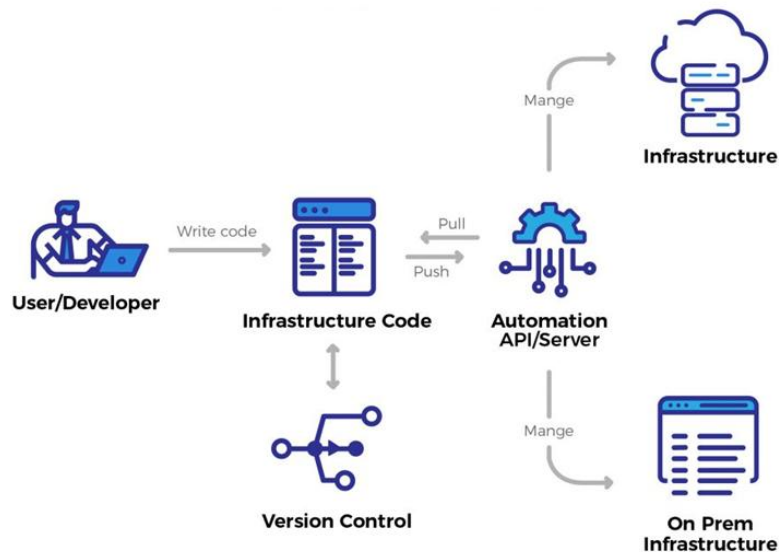 Mange
Infrastructure
Write code
Pull
Push
User/Developer
Infrastructure Code
Automation
API/Server
Mange
Version Control
On Prem
Infrastructure